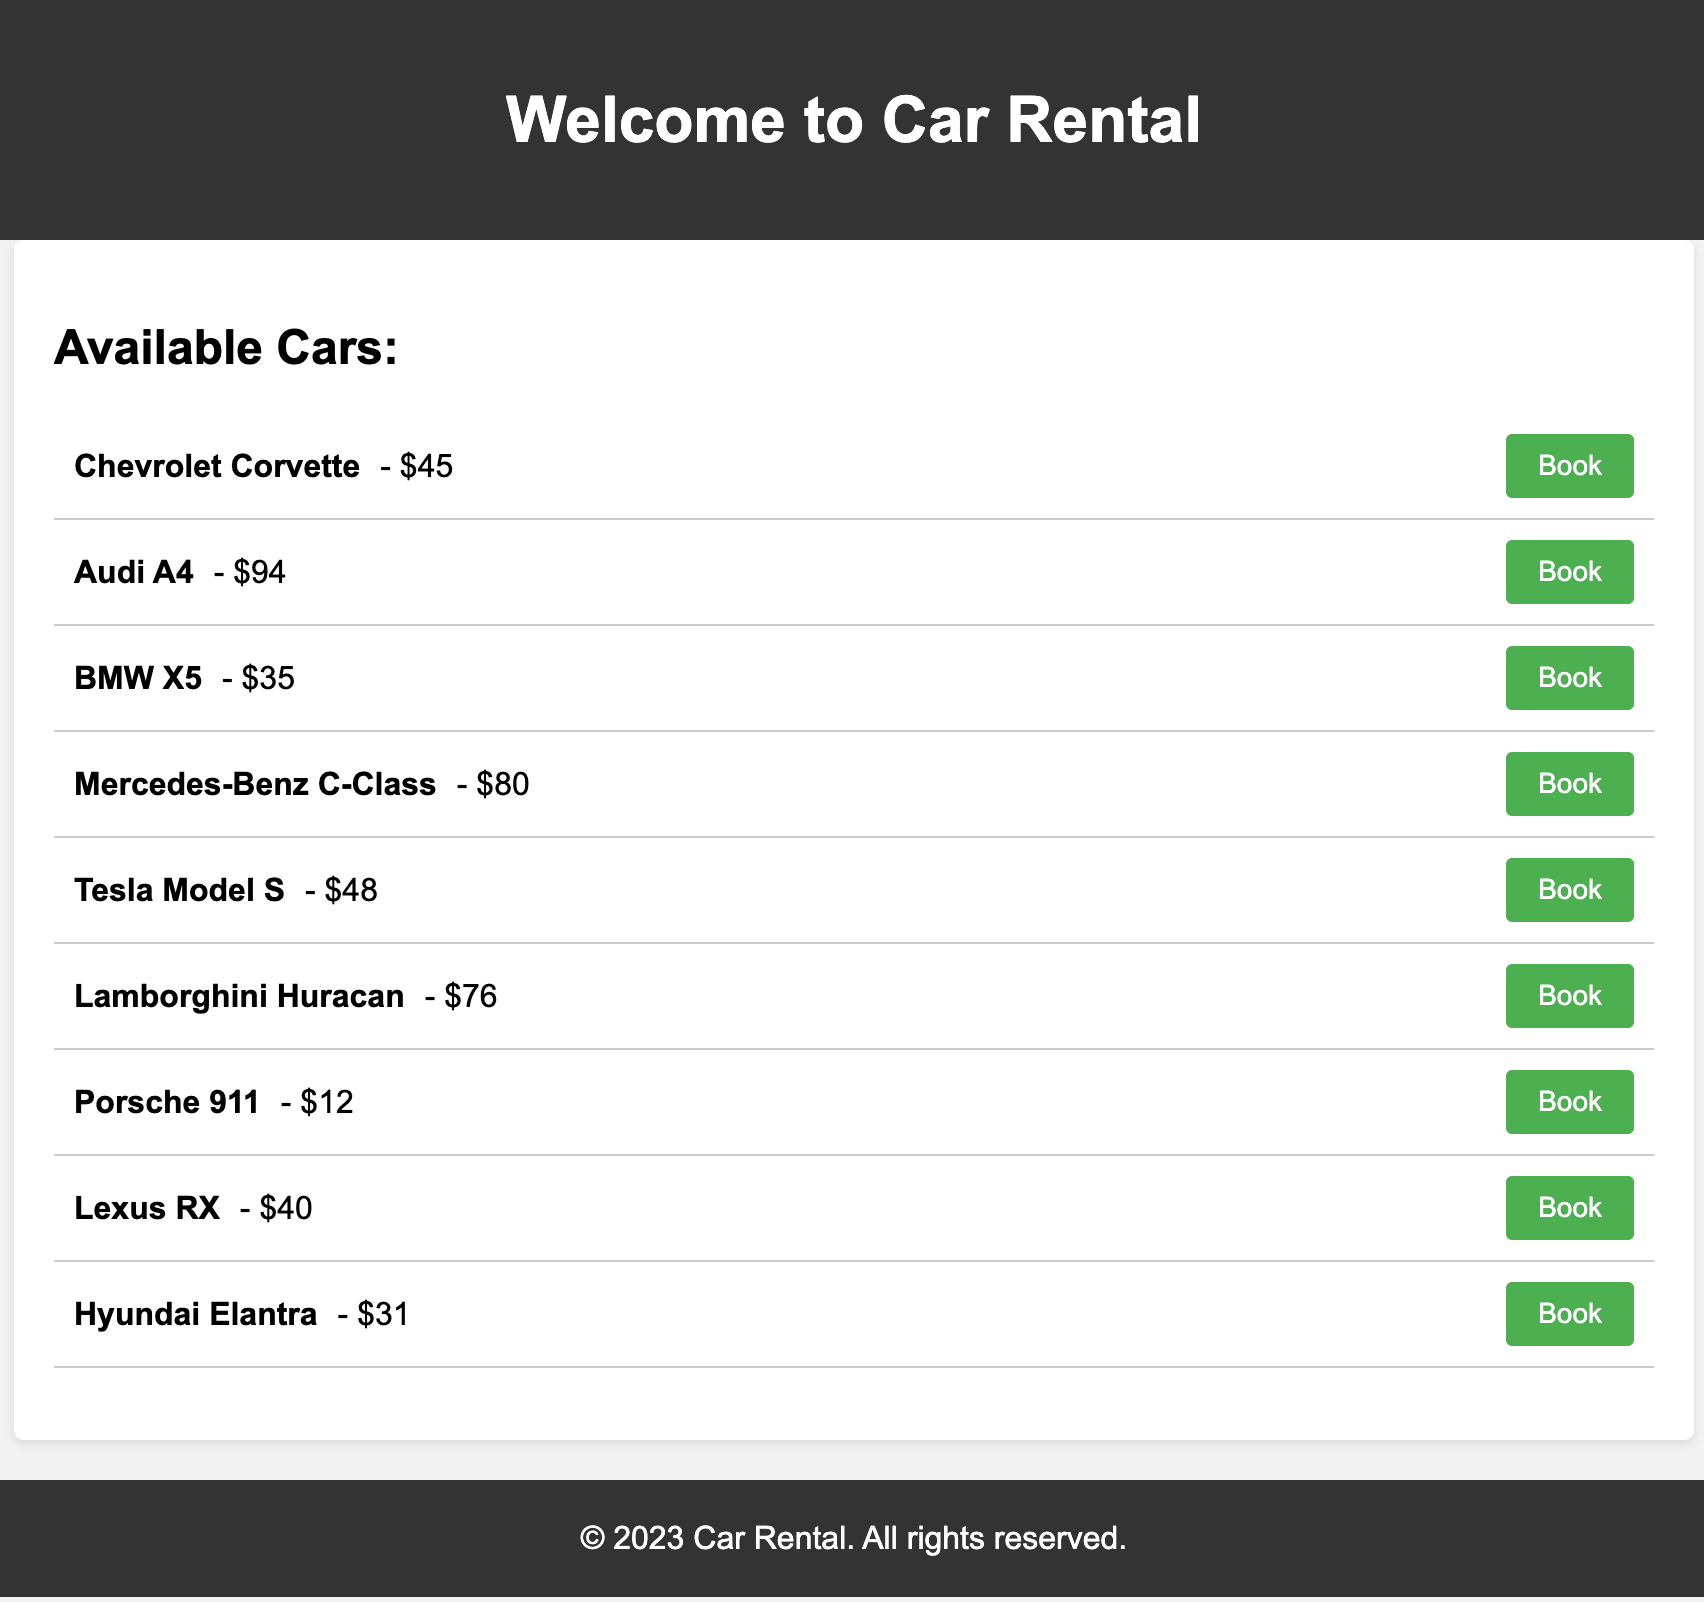 Welcome to Car Rental
Available Cars:
Chevrolet Corvette - $45 Book
Audi A4 - $94 Book
BMW X5 - $35 Book
Mercedes-Benz C-Class - $80 Book
Tesla Model S - $48 Book
Lamborghini Huracan - $76 Book
Porsche 911 - $12 Book
Lexus RX - $40 Book
Hyundai Elantra - $31 Book
© 2023 Car Rental. All rights reserved.